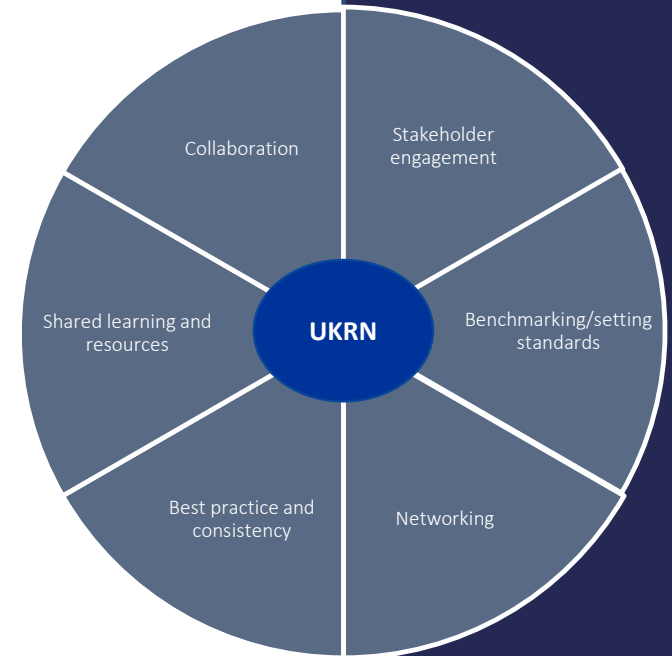 Collaboration
Stakeholder
engagement
Shared learning and
resources
UKRN
Benchmarking/setting
standards
Best practice and
consistency
Networking